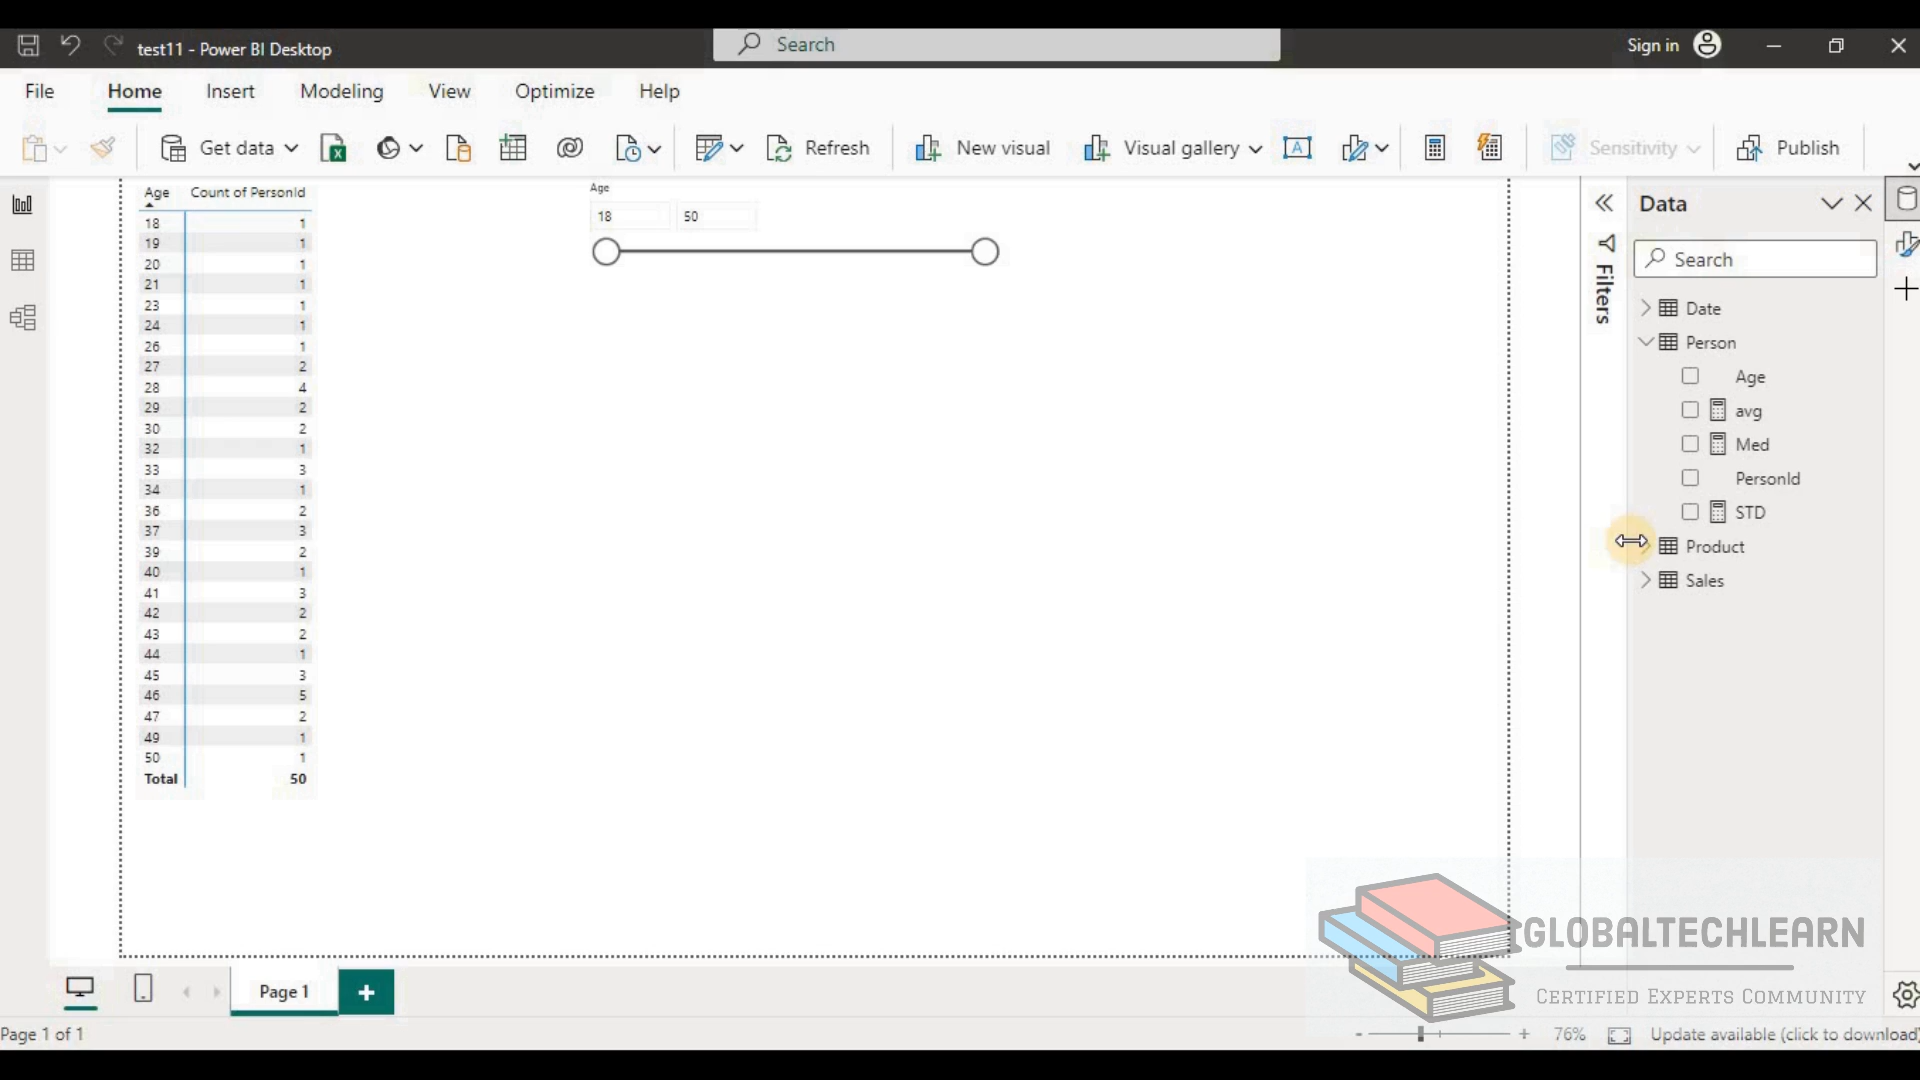 test11 - Power BI Desktop
Search
Sign in
File Home Insert Modeling View Optimize Help
Get data Refresh New visual Visual gallery Sensitivity Publish
Age Count of PersonId
18 1
19 1
20 1
21 1
23 1
24 1
26 1
27 2
28 4
29 2
30 2
32 1
33 3
34 1
36 2
37 3
39 2
40 1
41 3
42 2
43 2
44 1
45 3
46 5
47 2
49 1
50 1
Total 50
Age
18 50
Filters
Data
Search
Date
Person
Age
avg
Med
PersonId
STD
Product
Sales
GLOBALTECHLEARN
CERTIFIED EXPERTS COMMUNITY
Page 1
Page 1 of 1
- + 76% Update available (click to download)